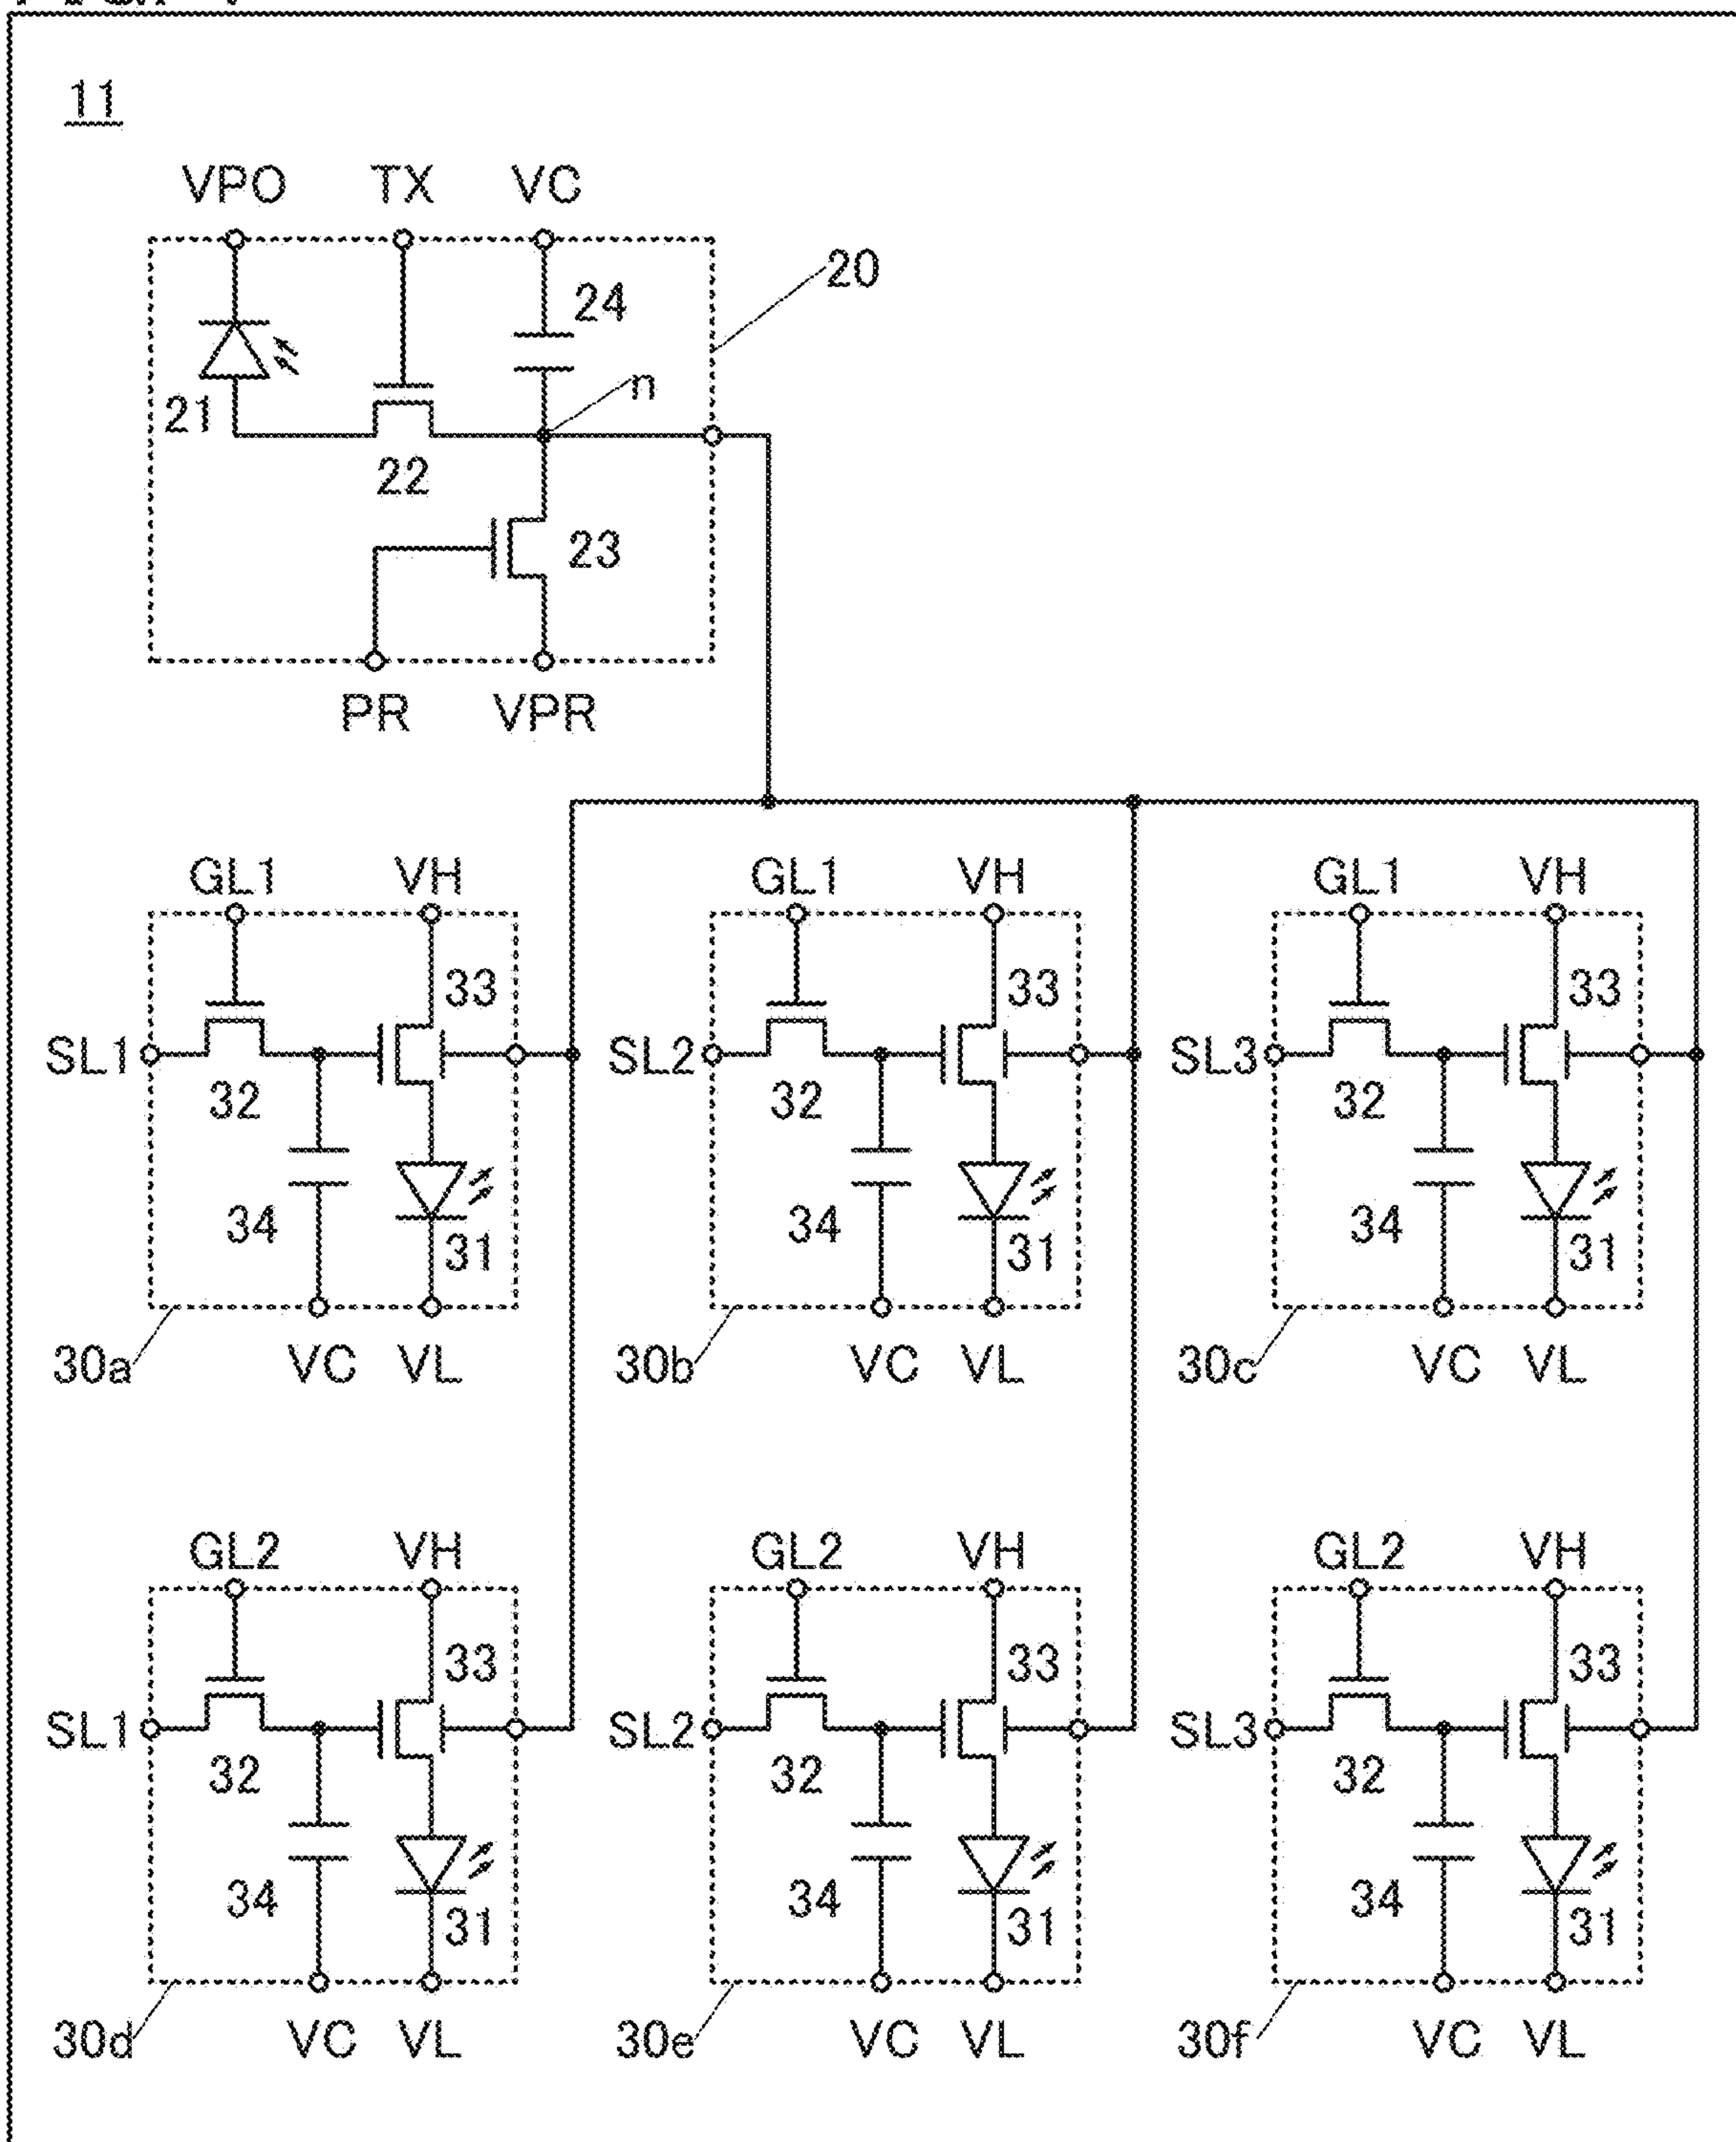 11
VPO TX VC
20
24
n
21
22
23
PR VPR
GL1 VH GL1 VH GL1 VH
33 33 33
SL1 SL2 SL3
32 32 32
34 31 34 31 34 31
30a VC VL 30b VC VL 30c VC VL
GL2 VH GL2 VH GL2 VH
33 33 33
SL1 SL2 SL3
32 32 32
34 31 34 31 34 31
30d VC VL 30e VC VL 30f VC VL